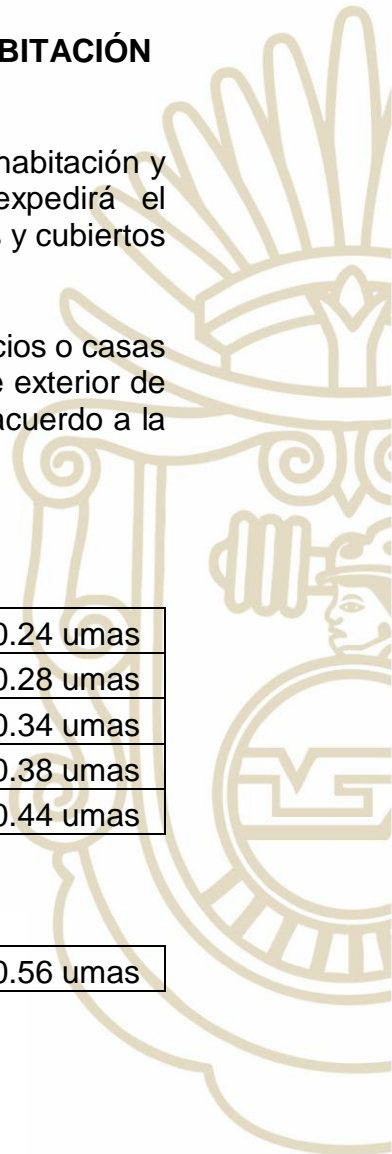 BITACIÓN
habitación y
expedirá el
y cubiertos
cios o casas
e exterior de
acuerdo a la
0.24 umas
0.28 umas
0.34 umas
0.38 umas
0.44 umas
0.56 umas